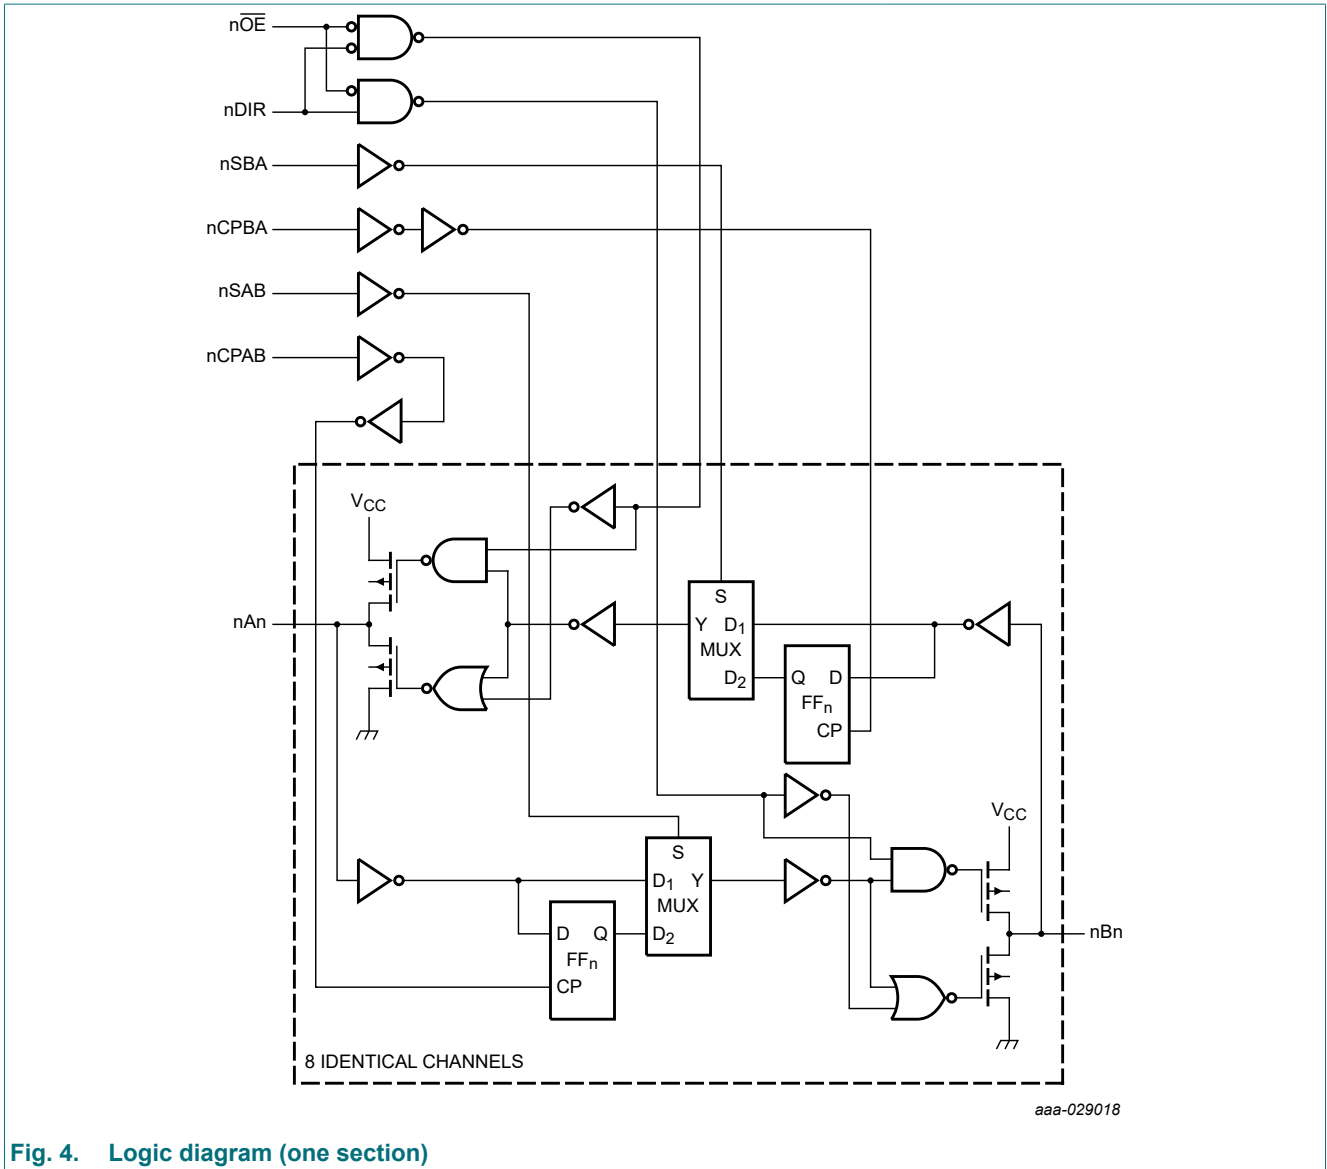 nOE̅
nDIR
nSBA
nCPBA
nSAB
nCPAB
VCC
nAn
S
Y D1
MUX
D2
Q D
FFn
CP
VCC
S
D1 Y
MUX
D2
D Q
FFn
CP
nBn
8 IDENTICAL CHANNELS
aaa-029018
Fig. 4. Logic diagram (one section)